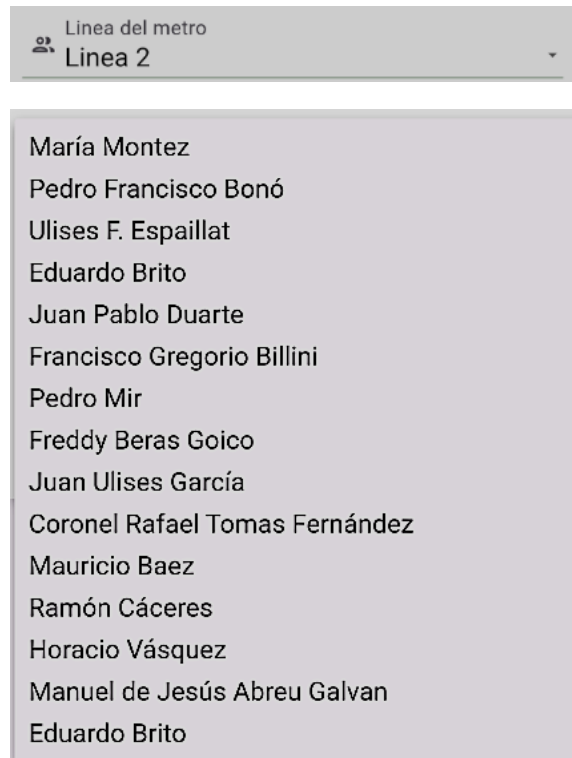 Linea del metro
Linea 2
María Montez
Pedro Francisco Bonó
Ulises F. Espaillat
Eduardo Brito
Juan Pablo Duarte
Francisco Gregorio Billini
Pedro Mir
Freddy Beras Goico
Juan Ulises García
Coronel Rafael Tomas Fernández
Mauricio Baez
Ramón Cáceres
Horacio Vásquez
Manuel de Jesús Abreu Galvan
Eduardo Brito